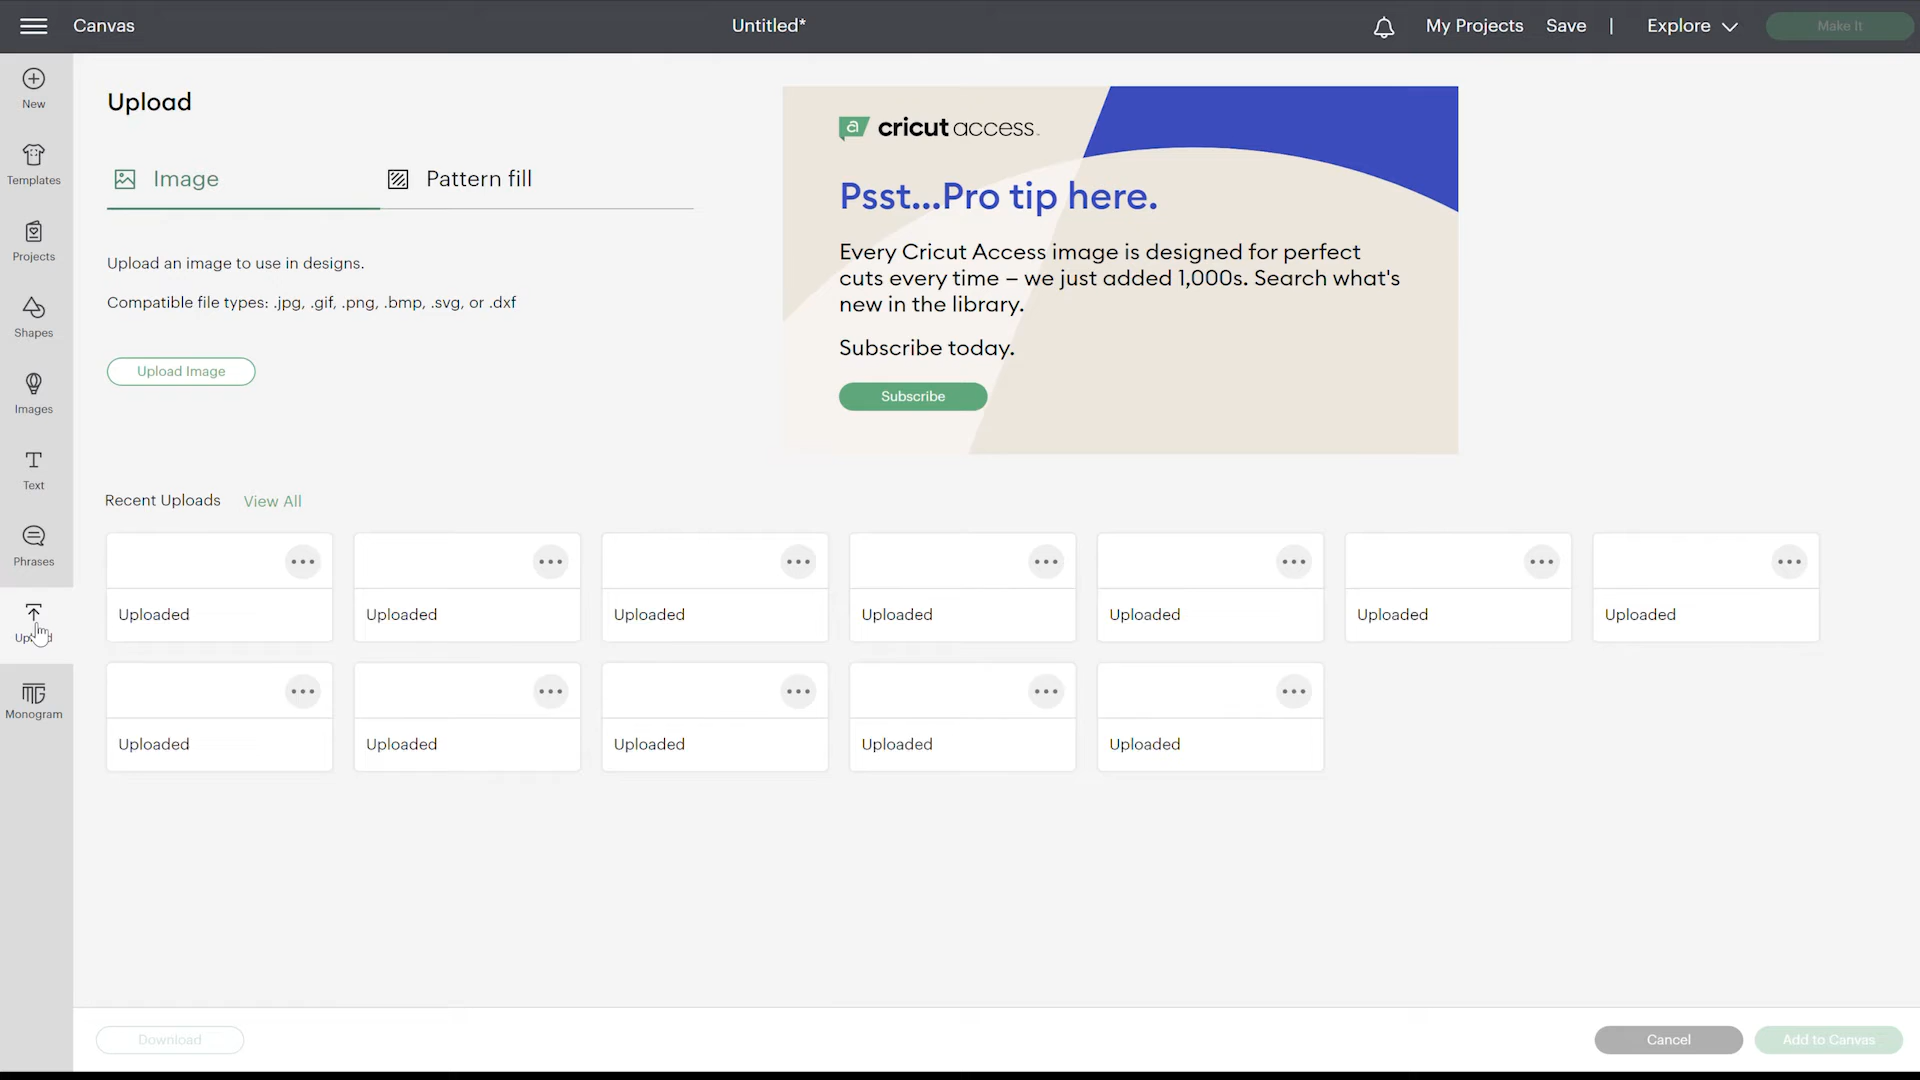 Canvas
Untitled*
My Projects
Save
|
Explore
Make It
New
Templates
Projects
Shapes
Images
Text
Phrases
Monogram
Upload
Image
Pattern fill
Upload an image to use in designs.
Compatible file types: .jpg, .gif, .png, .bmp, .svg, or .dxf
Upload Image
a cricut access™
Psst...Pro tip here.
Every Cricut Access image is designed for perfect
cuts every time – we just added 1,000s. Search what's
new in the library.
Subscribe today.
Subscribe
Recent Uploads
View All
Uploaded
Uploaded
Uploaded
Uploaded
Uploaded
Uploaded
Uploaded
Uploaded
Uploaded
Uploaded
Uploaded
Uploaded
Download
Cancel
Add to Canvas